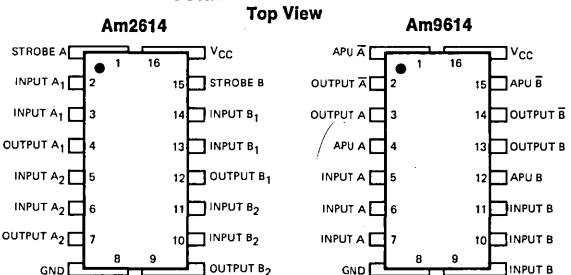 Top View
Am2614
STROBE A 1 16 VCC
INPUT A1 2 15 STROBE B
INPUT A1 3 14 INPUT B1
OUTPUT A1 4 13 INPUT B1
INPUT A2 5 12 OUTPUT B1
INPUT A2 6 11 INPUT B2
OUTPUT A2 7 10 INPUT B2
GND 8 9 OUTPUT B2
Am9614
APU A̅ 1 16 VCC
OUTPUT A̅ 2 15 APU B̅
OUTPUT A 3 14 OUTPUT B̅
APU A 4 13 OUTPUT B
INPUT A 5 12 APU B
INPUT A 6 11 INPUT B
INPUT A 7 10 INPUT B
GND 8 9 INPUT B